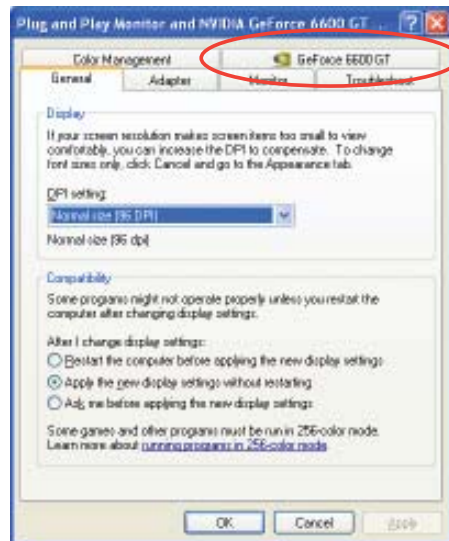 Plug and Play Monitor and NVIDIA GeForce 6600 GT ...
Color Management
GeForce 6600 GT
General
Adapter
Monitor
Troubleshoot
Display
If your screen resolution makes screen items too small to view
comfortably, you can increase the DPI to compensate. To change
font sizes only, click Cancel and go to the Appearance tab.
DPI setting:
Normal size (96 DPI)
Normal size (96 dpi)
Compatibility
Some programs might not operate properly unless you restart the
computer after changing display settings.
After I change display settings:
Restart the computer before applying the new display settings
Apply the new display settings without restarting
Ask me before applying the new display settings
Some games and other programs must be run in 256-color mode.
Learn more about running programs in 256-color mode.
OK
Cancel
Apply